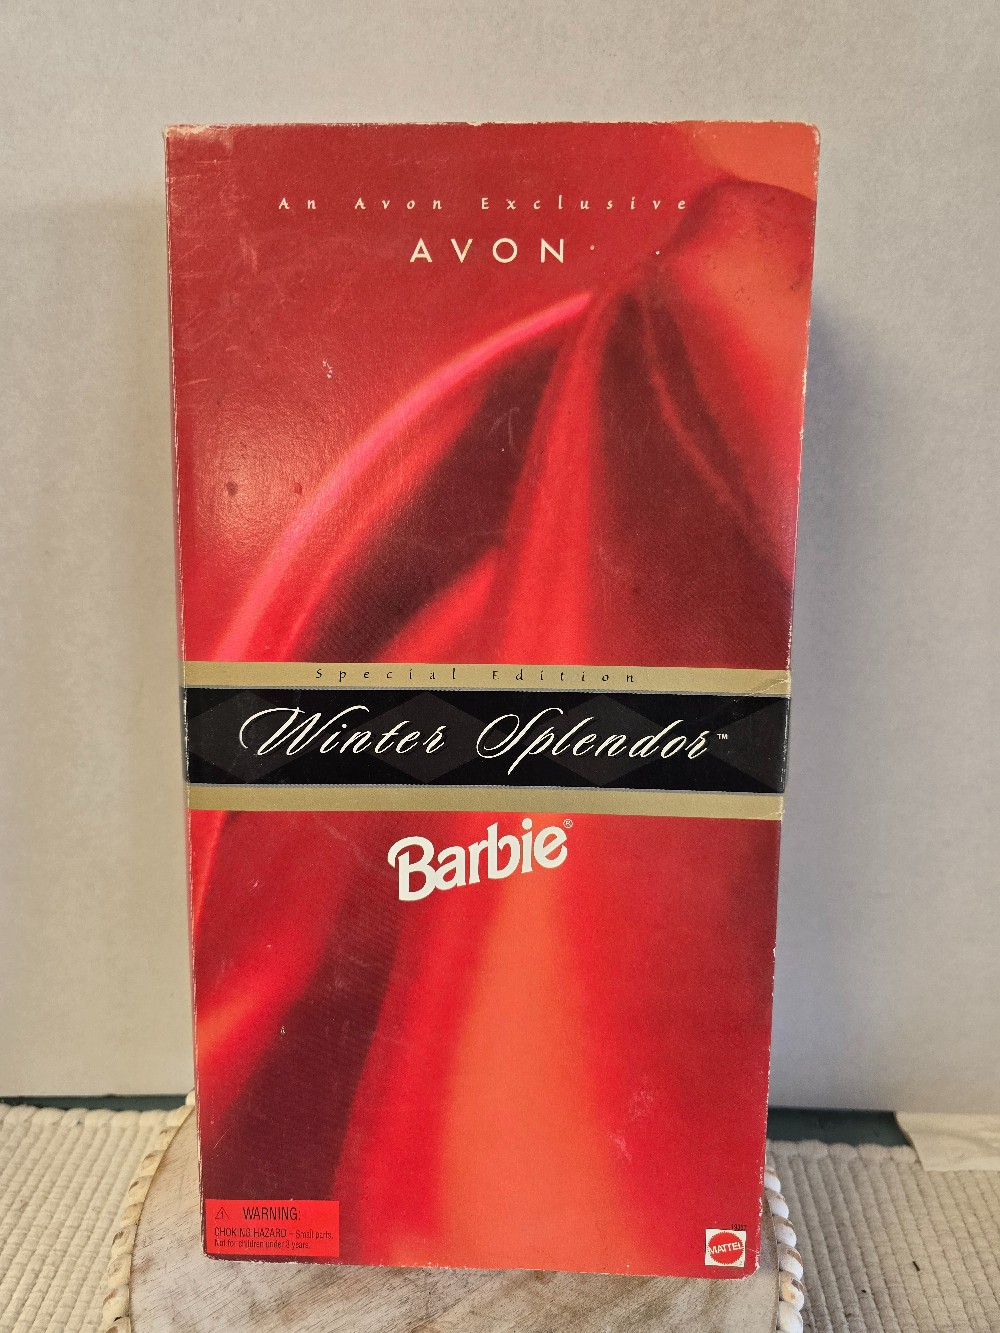 An Avon Exclusive
AVON
Special Edition
Winter Splendor™
Barbie®
⚠ WARNING:
CHOKING HAZARD – Small parts.
Not for children under 3 years.
MATTEL